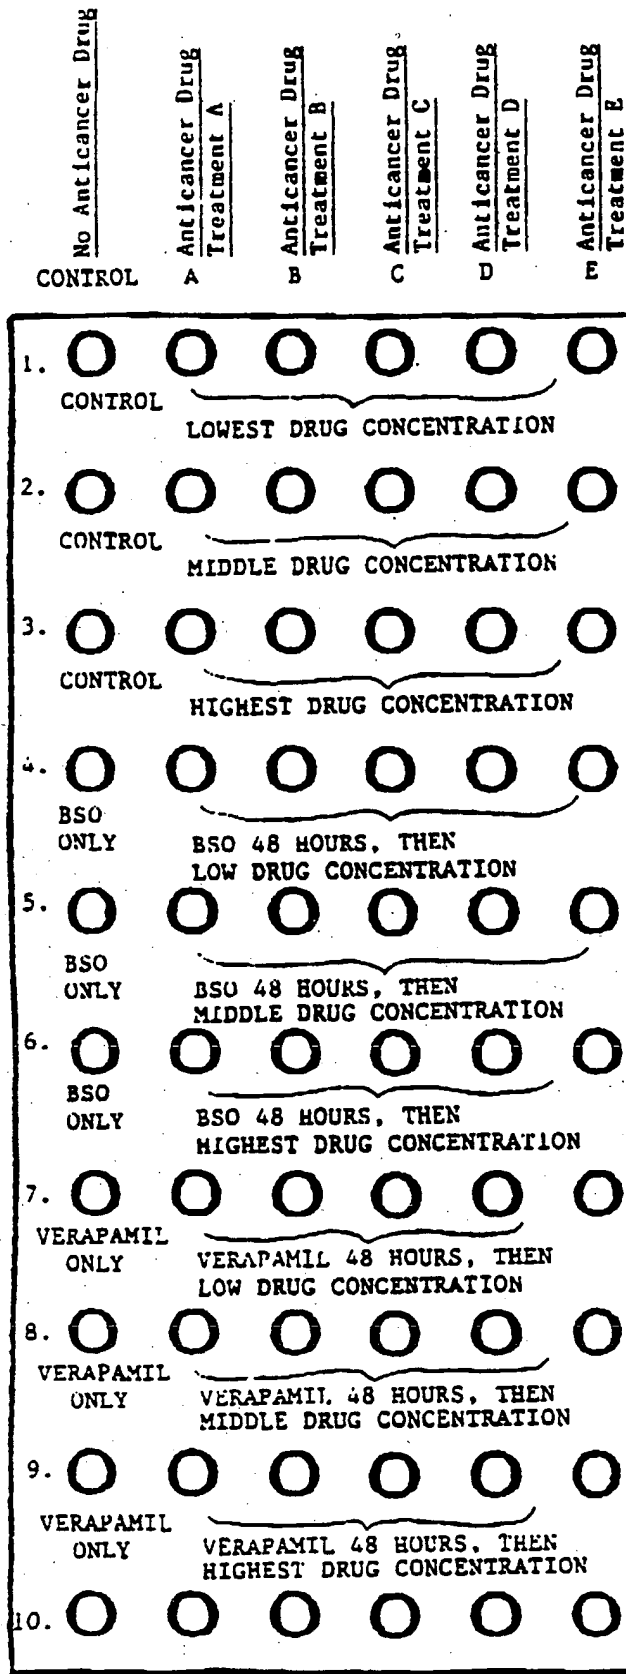 No Anticancer Drug
Anticancer Drug
Treatment A
Anticancer Drug
Treatment B
Anticancer Drug
Treatment C
Anticancer Drug
Treatment D
Anticancer Drug
Treatment E
CONTROL A B C D E
1.
CONTROL
LOWEST DRUG CONCENTRATION
2.
CONTROL
MIDDLE DRUG CONCENTRATION
3.
CONTROL
HIGHEST DRUG CONCENTRATION
4.
BSO
ONLY
BSO 48 HOURS, THEN
LOW DRUG CONCENTRATION
5.
BSO
ONLY
BSO 48 HOURS, THEN
MIDDLE DRUG CONCENTRATION
6.
BSO
ONLY
BSO 48 HOURS, THEN
HIGHEST DRUG CONCENTRATION
7.
VERAPAMIL
ONLY
VERAPAMIL 48 HOURS, THEN
LOW DRUG CONCENTRATION
8.
VERAPAMIL
ONLY
VERAPAMIL 48 HOURS, THEN
MIDDLE DRUG CONCENTRATION
9.
VERAPAMIL
ONLY
VERAPAMIL 48 HOURS, THEN
HIGHEST DRUG CONCENTRATION
10.